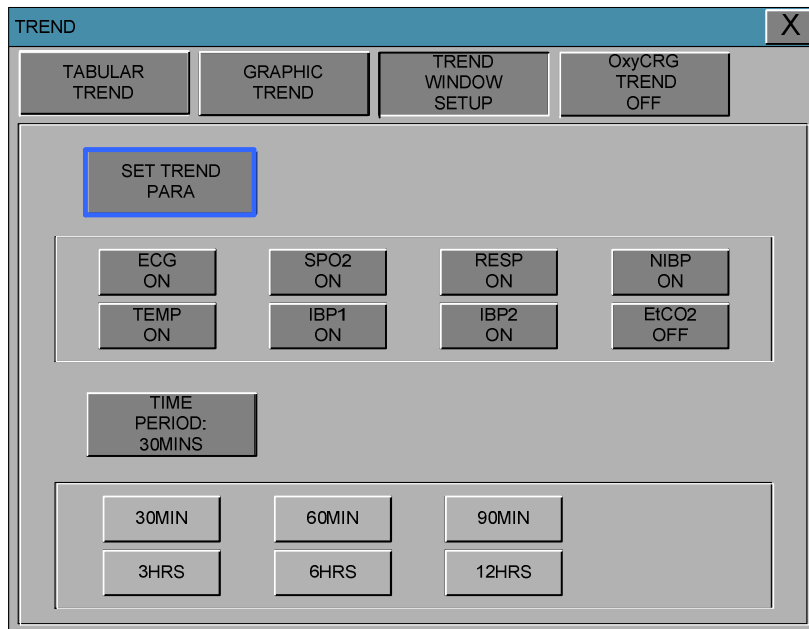 TREND X
TABULAR
TREND
GRAPHIC
TREND
TREND
WINDOW
SETUP
OxyCRG
TREND
OFF
SET TREND
PARA
ECG
ON
SPO2
ON
RESP
ON
NIBP
ON
TEMP
ON
IBP1
ON
IBP2
ON
EtCO2
OFF
TIME
PERIOD:
30MINS
30MIN
60MIN
90MIN
3HRS
6HRS
12HRS